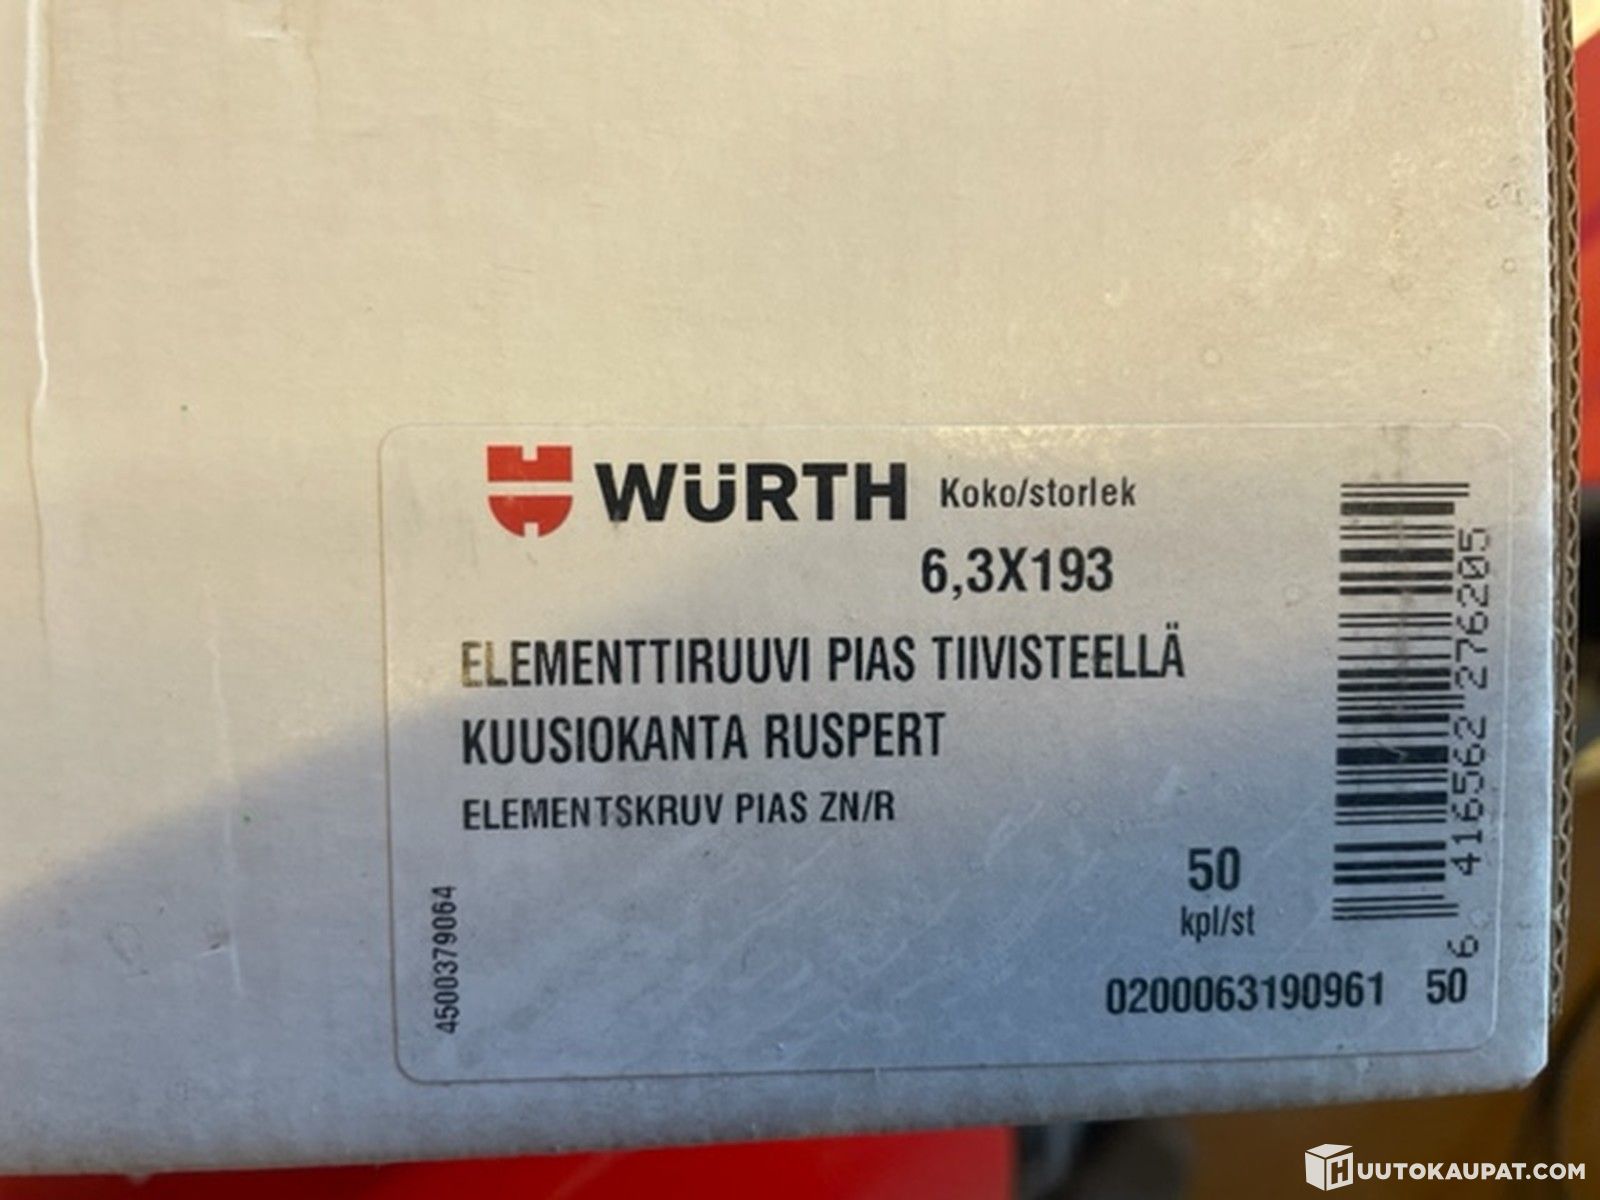 WÜRTH Koko/storlek
6,3X193
ELEMENTTIRUUVI PIAS TIIVISTEELLÄ
KUUSIOKANTA RUSPERT
ELEMENTSKRUV PIAS ZN/R
50
kpl/st
0200063190961 50
4500379064
6 416562 276205
HUUTOKAUPAT.COM